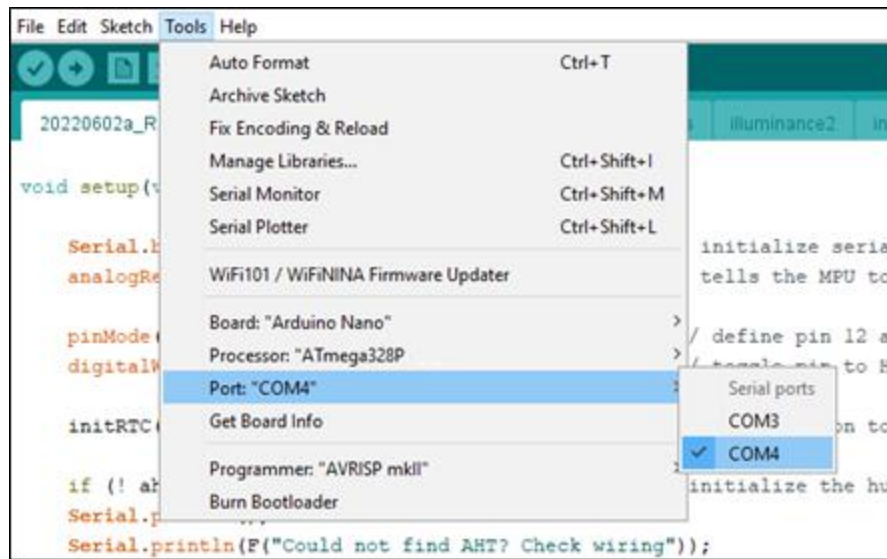 File Edit Sketch Tools Help
Auto Format Ctrl+T
Archive Sketch
20220602a_R
Fix Encoding & Reload
illuminance2
Manage Libraries... Ctrl+Shift+I
void setup(
Serial Monitor Ctrl+Shift+M
Serial Plotter Ctrl+Shift+L
Serial.
initialize seria
WiFi101 / WiFiNINA Firmware Updater
analogRe
tells the MPU to
Board: "Arduino Nano"
pinMode(
/ define pin 12 a
Processor: "ATmega328P
digitalW
Port: "COM4"
Serial ports
initRTC(
Get Board Info
COM3
COM4
Programmer: "AVRISP mkII"
if (! ah
initialize the hu
Burn Bootloader
Serial.p
Serial.println(F("Could not find AHT? Check wiring"));